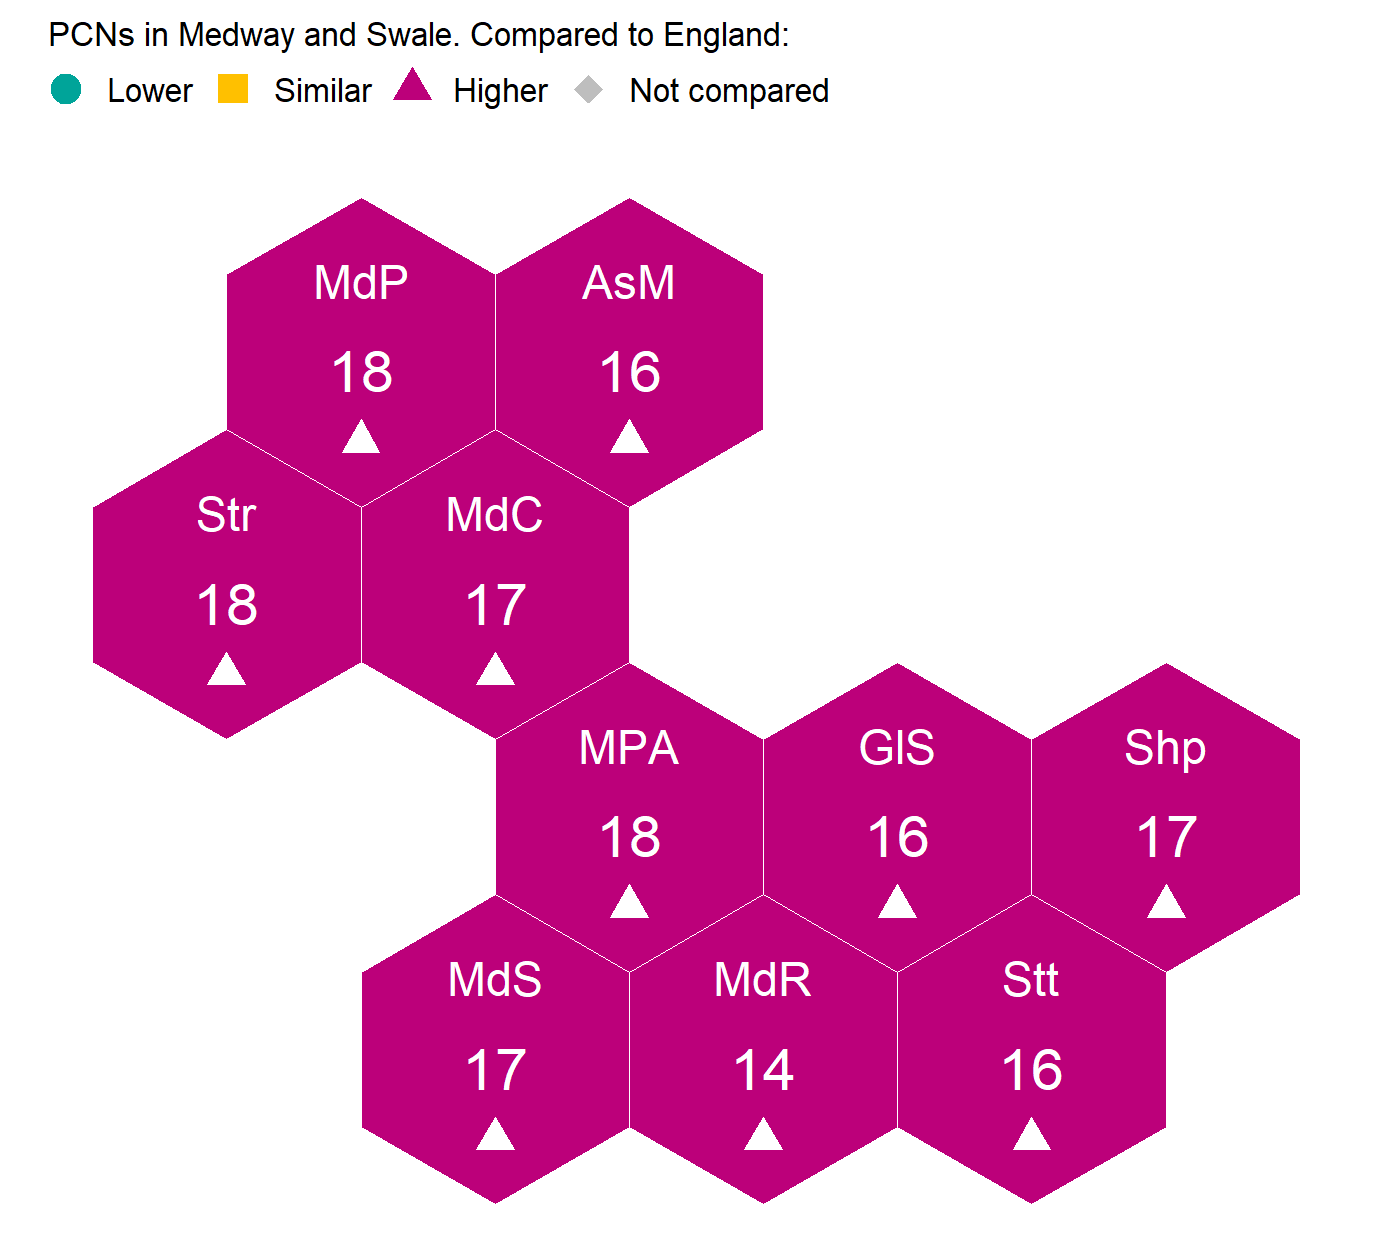 PCNs in Medway and Swale. Compared to England:
Lower Similar Higher Not compared
MdP AsM
18 16
Str MdC
18 17
MPA GlS Shp
18 16 17
MdS MdR Stt
17 14 16